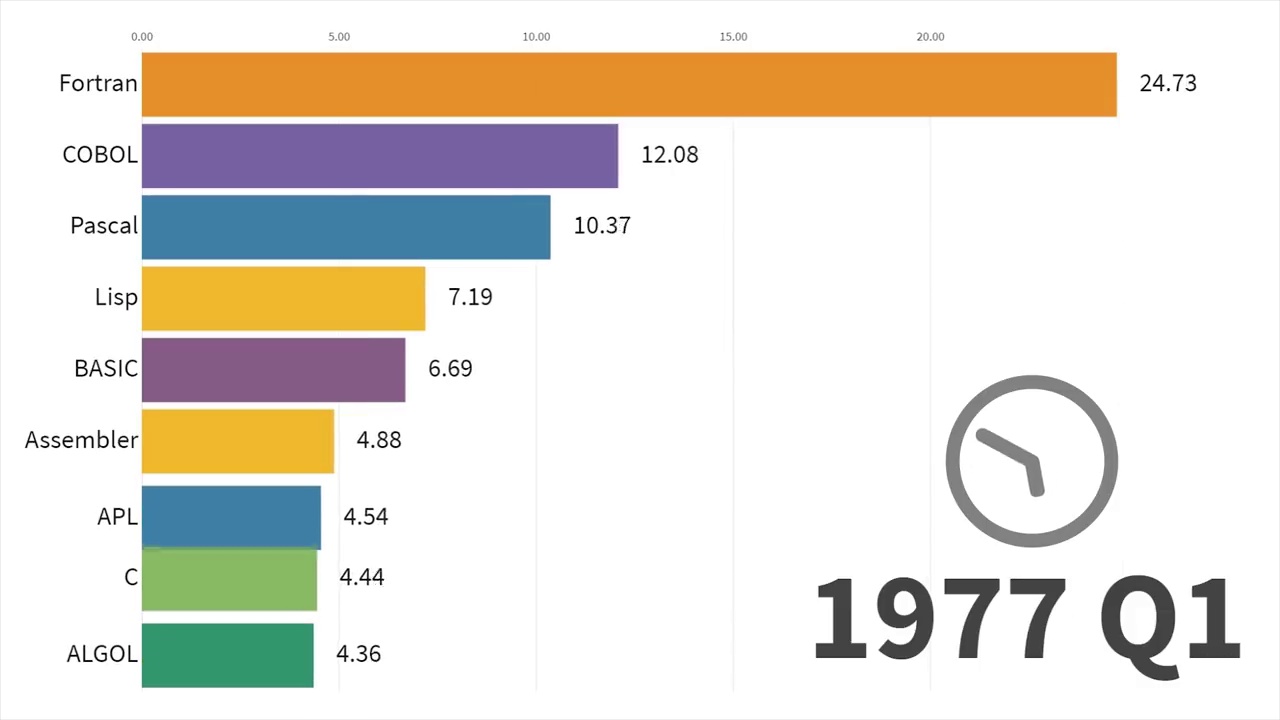 0.00 5.00 10.00 15.00 20.00
Fortran 24.73
COBOL 12.08
Pascal 10.37
Lisp 7.19
BASIC 6.69
Assembler 4.88
APL 4.54
C 4.44
ALGOL 4.36
1977 Q1